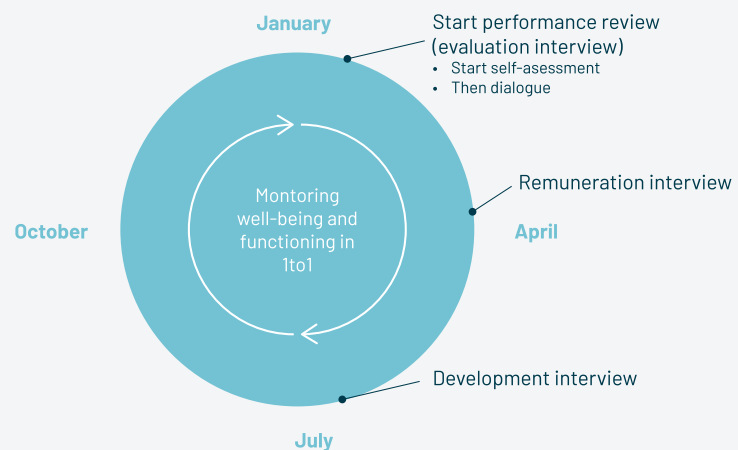 January
Start performance review
(evaluation interview)
• Start self-asessment
• Then dialogue
Remuneration interview
Montoring
well-being and
functioning in
1to1
October
April
Development interview
July